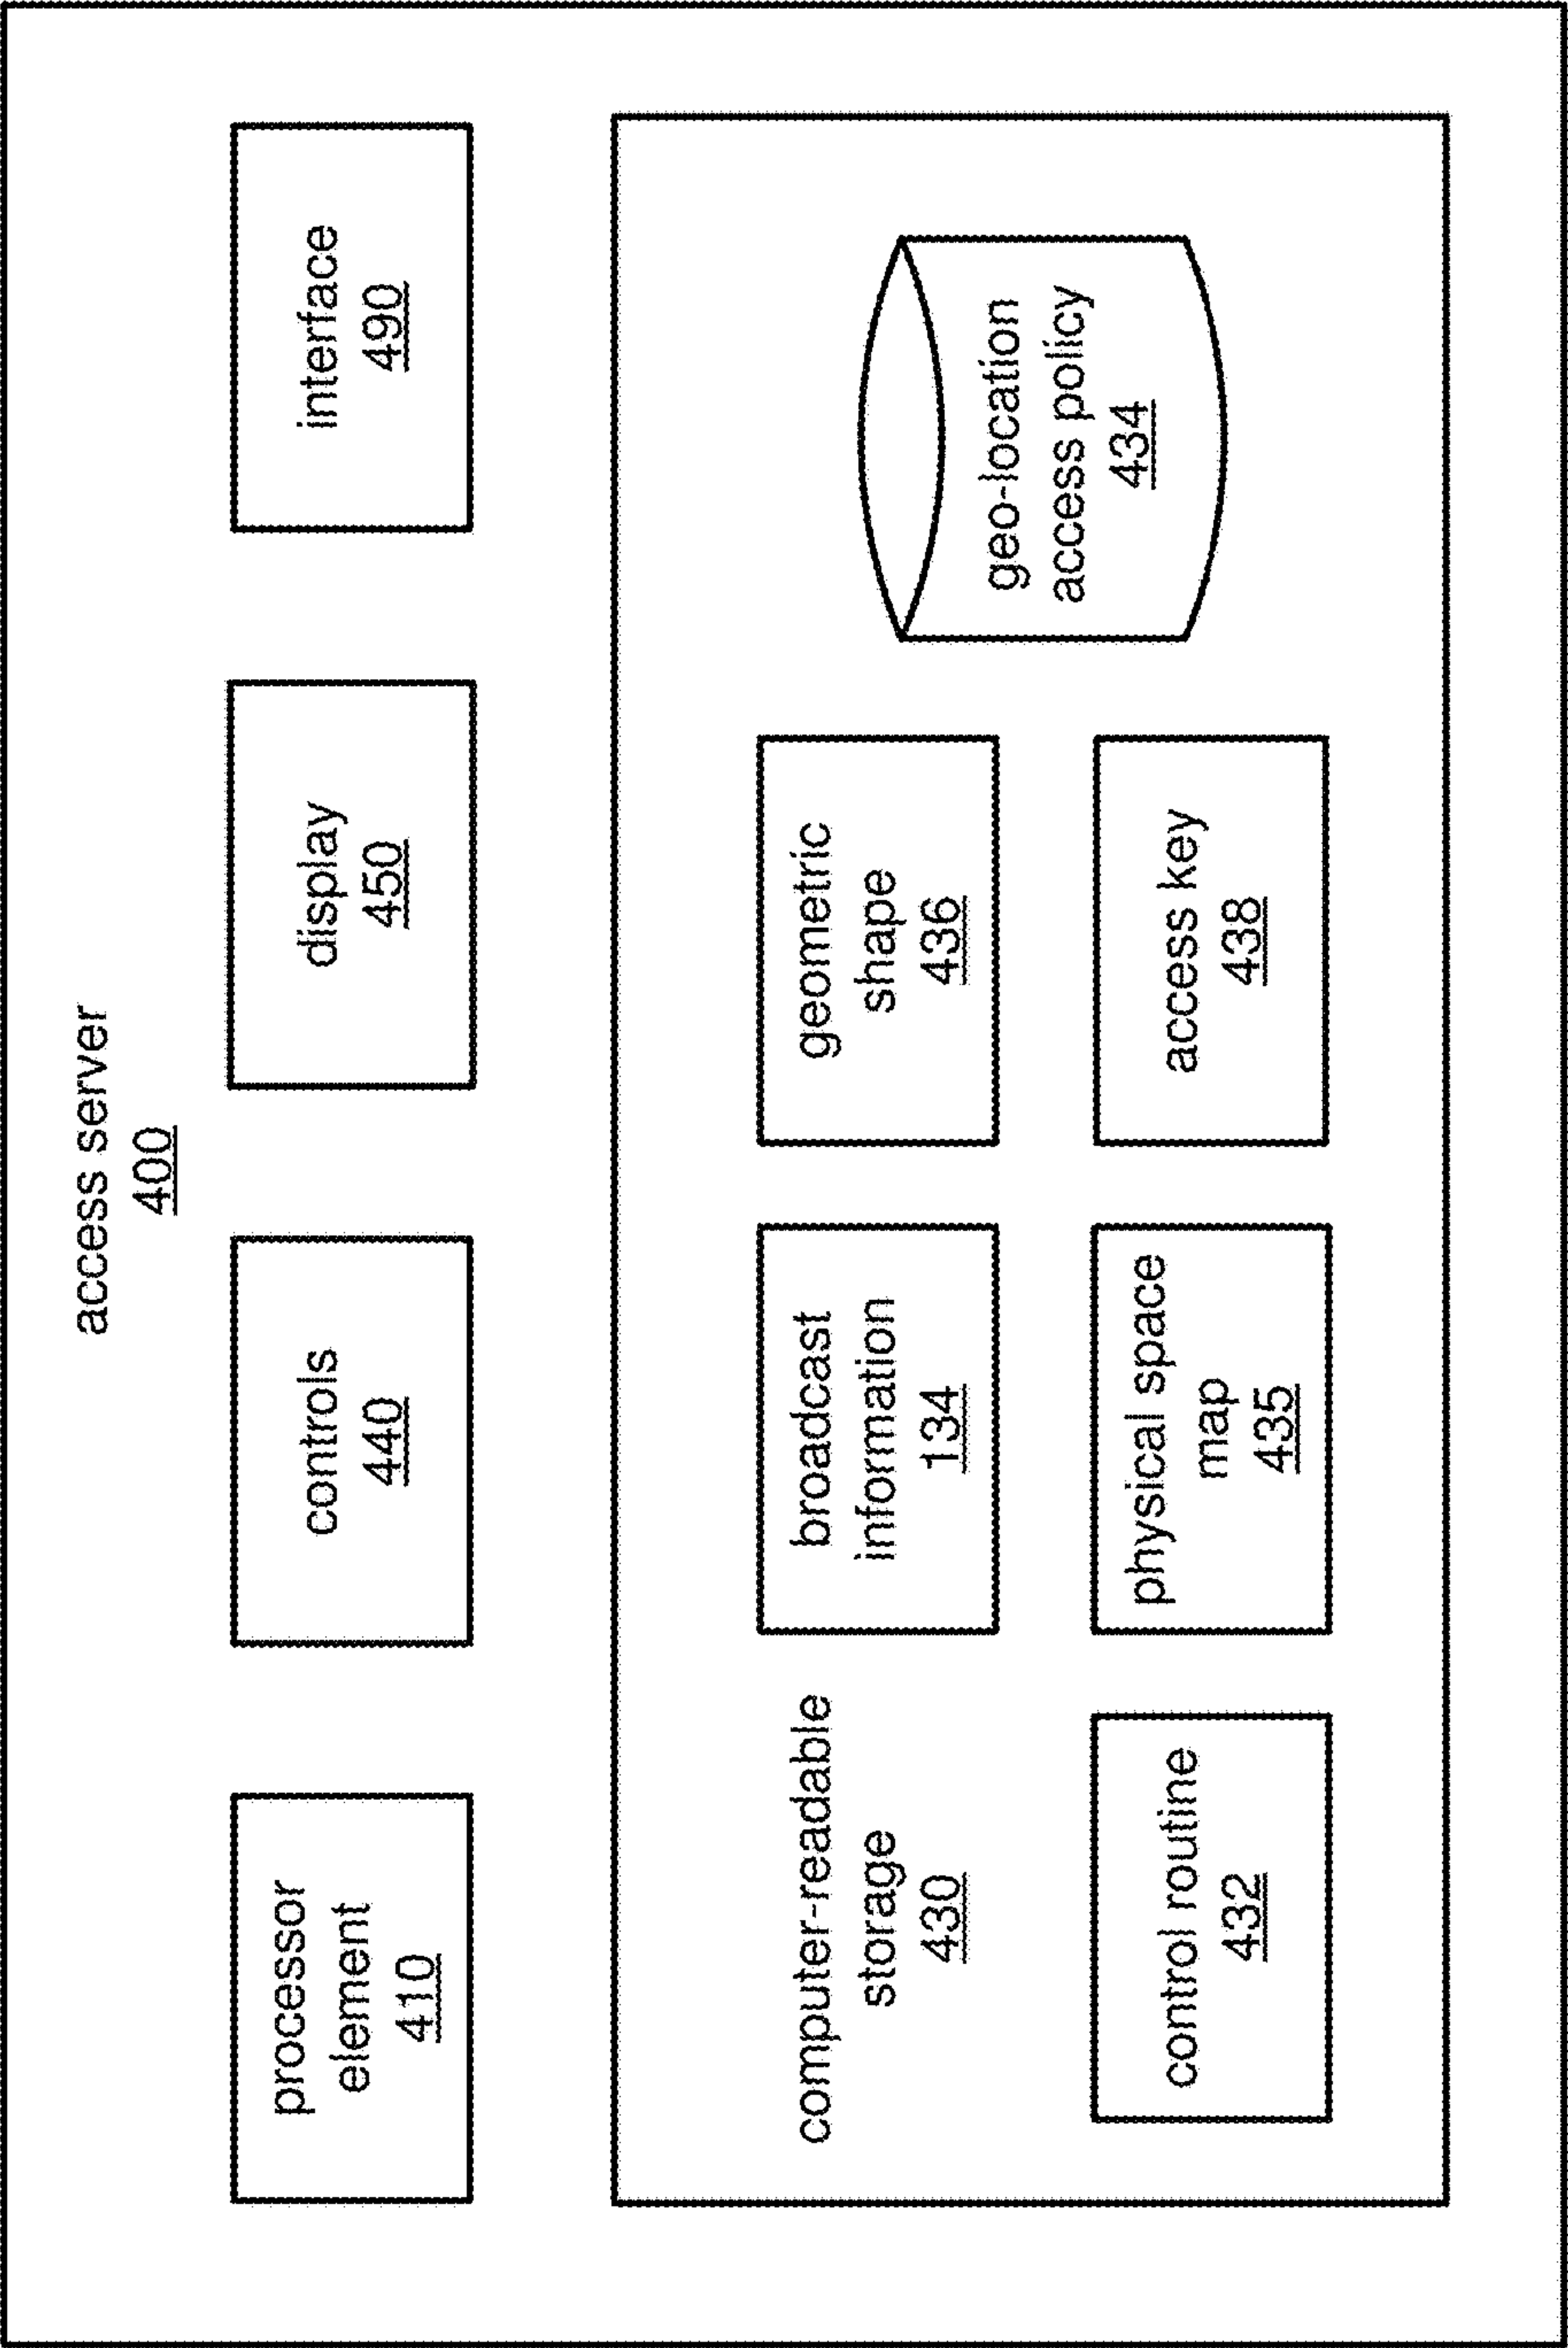 access server
400
processor
element
410
controls
440
display
450
interface
490
computer-readable
storage
430
broadcast
information
134
geometric
shape
436
geo-location
access policy
434
control routine
432
physical space
map
435
access key
438